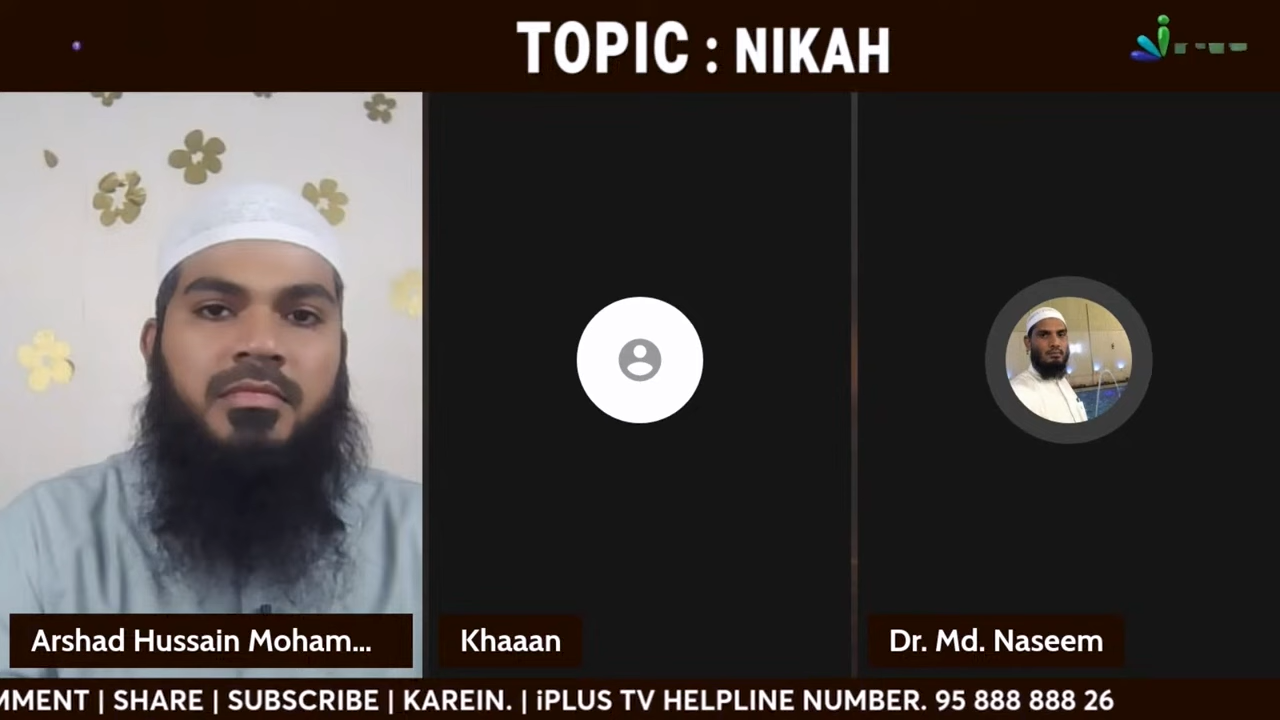 TOPIC : NIKAH
Arshad Hussain Moham...
Khaaan
Dr. Md. Naseem
MMENT | SHARE | SUBSCRIBE | KAREIN. | iPLUS TV HELPLINE NUMBER. 95 888 888 26